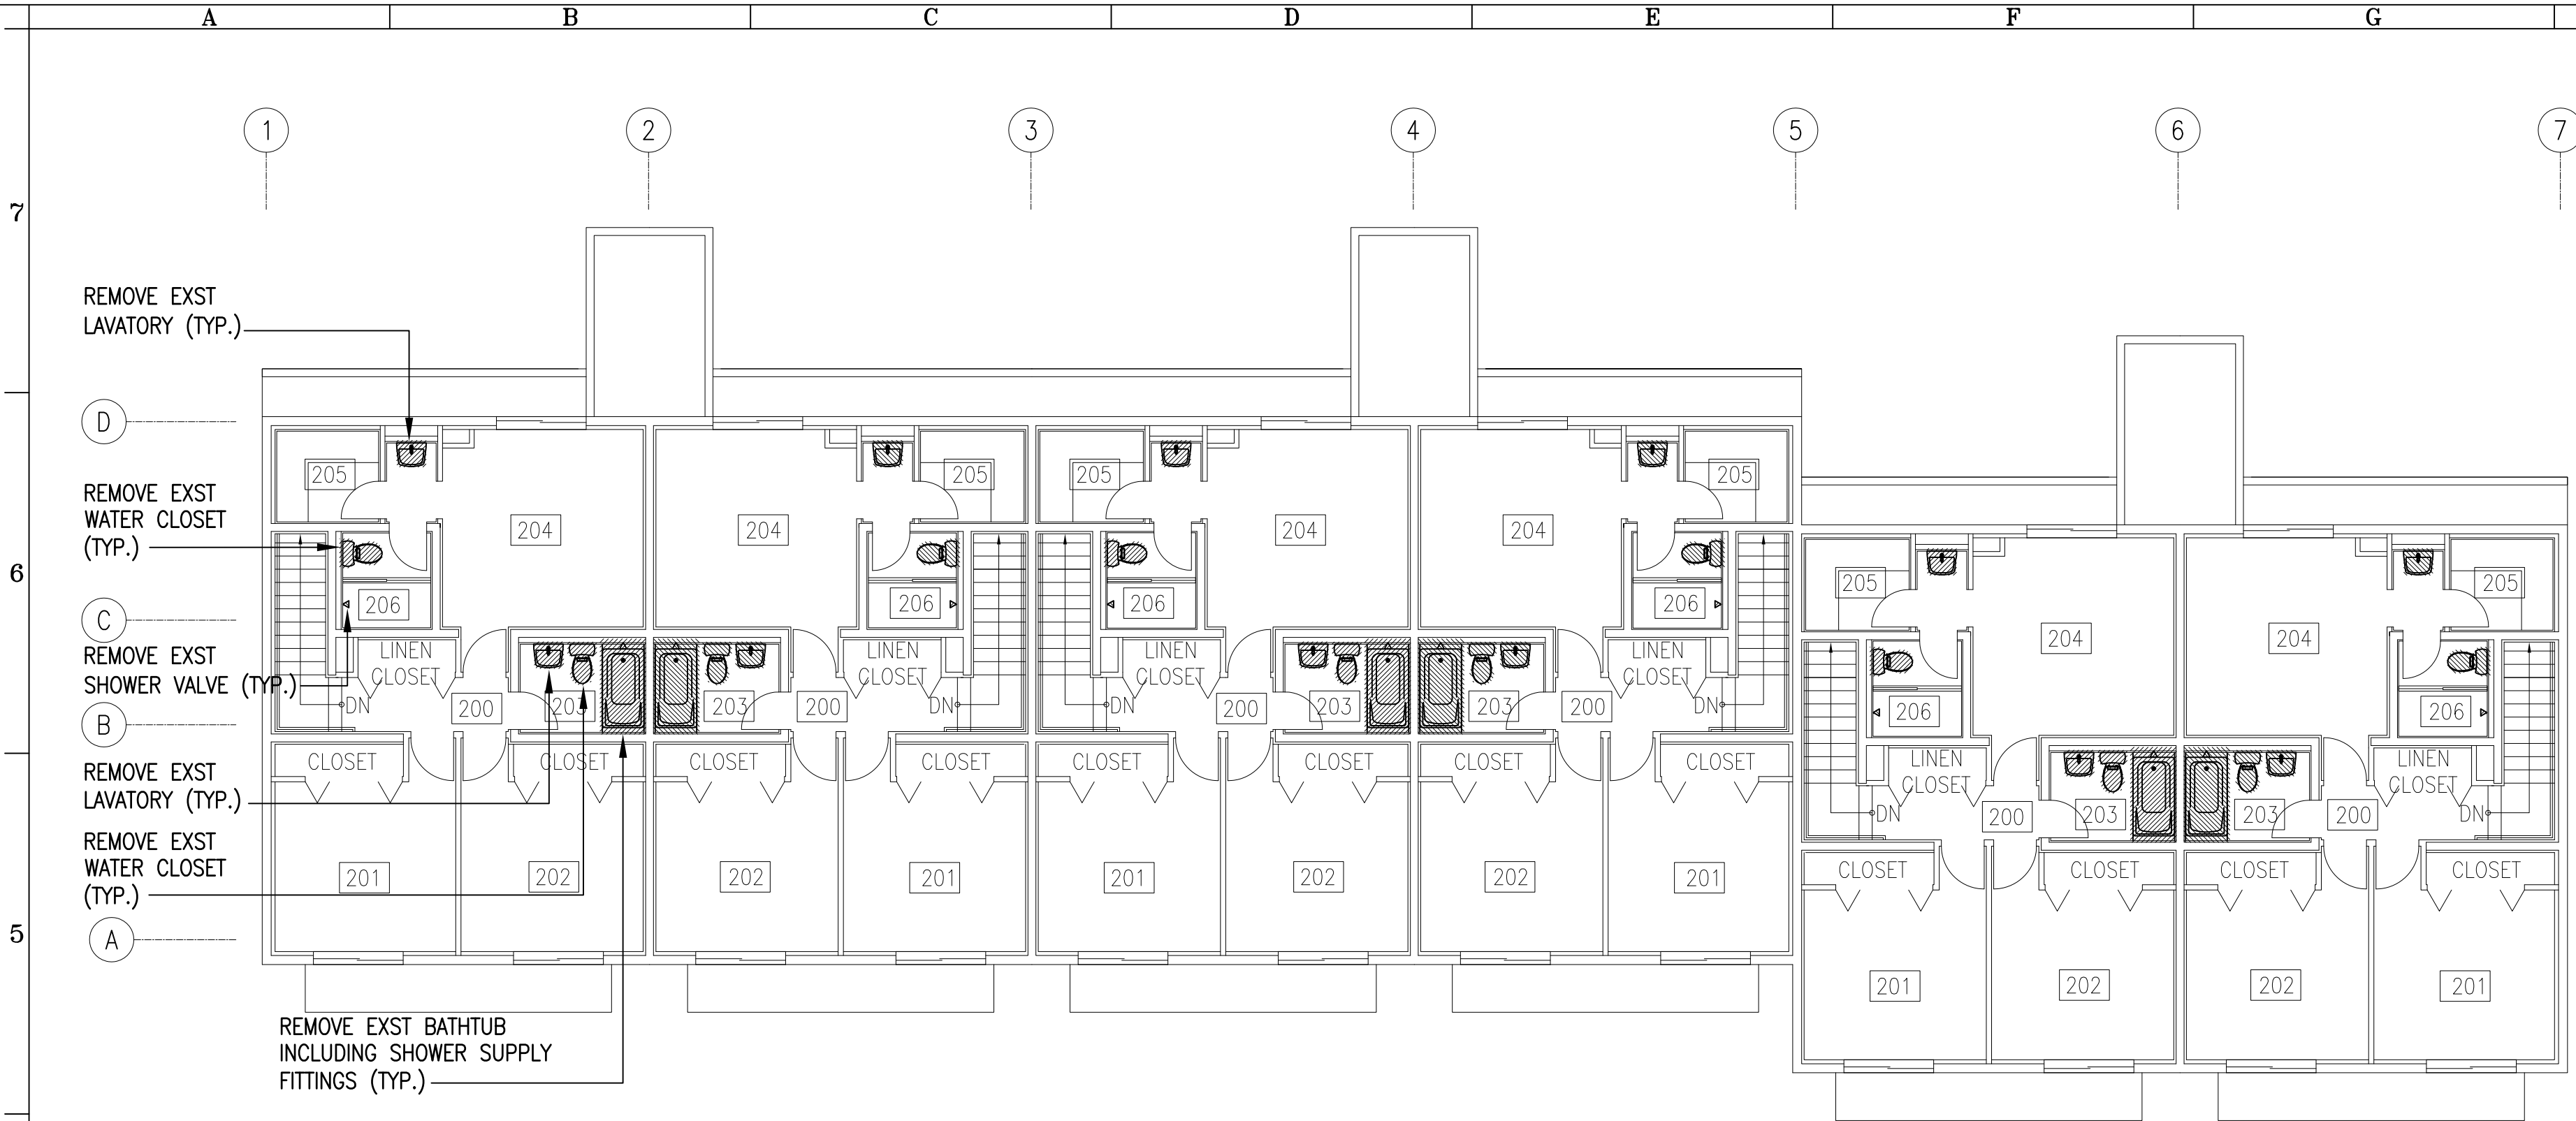 A B C D E F G
1 2 3 4 5 6 7
7
REMOVE EXST
LAVATORY (TYP.)
D
REMOVE EXST
WATER CLOSET
(TYP.)
6
C
REMOVE EXST
SHOWER VALVE (TYP.)
B
REMOVE EXST
LAVATORY (TYP.)
REMOVE EXST
WATER CLOSET
(TYP.)
5
A
REMOVE EXST BATHTUB
INCLUDING SHOWER SUPPLY
FITTINGS (TYP.)
205 205 205 205
204 204 204 204
206 206 206 206
LINEN LINEN LINEN LINEN
CLOSET CLOSET CLOSET CLOSET
DN 200 203 203 200 DN DN 200 203 203 200 DN
CLOSET CLOSET CLOSET CLOSET CLOSET CLOSET CLOSET CLOSET
201 202 202 201 201 202 202 201
205 205
204 204
206 206
LINEN LINEN
CLOSET CLOSET
DN 200 203 203 200 DN
CLOSET CLOSET CLOSET CLOSET
201 202 202 201